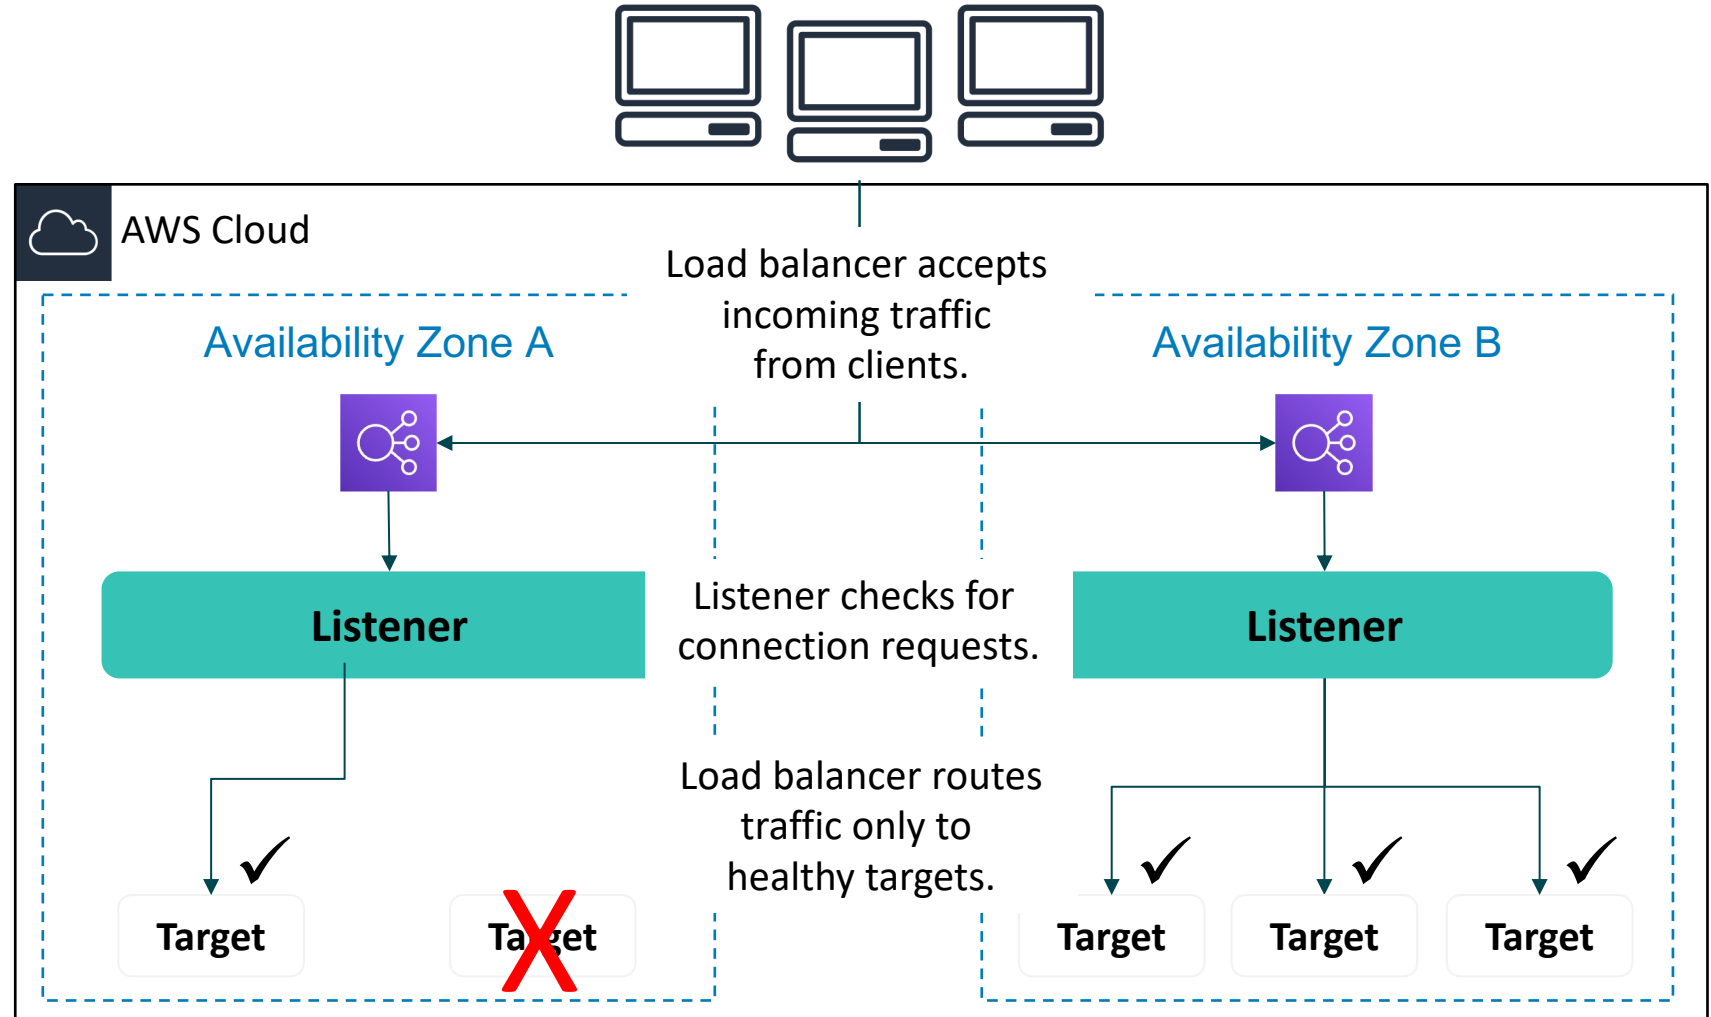 AWS Cloud
Load balancer accepts
incoming traffic
from clients.
Availability Zone A
Availability Zone B
Listener
Listener checks for
connection requests.
Listener
Load balancer routes
traffic only to
healthy targets.
Target
Target
Target
Target
Target